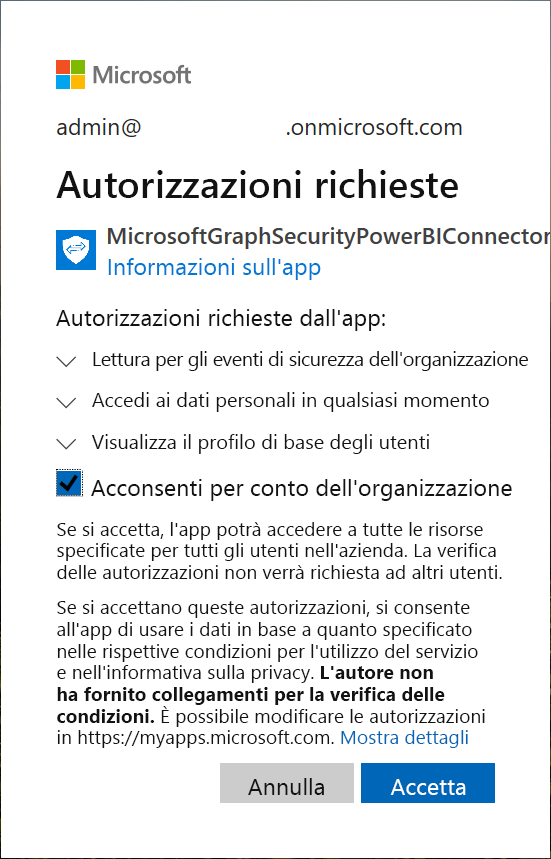 Microsoft
admin@ .onmicrosoft.com
Autorizzazioni richieste
MicrosoftGraphSecurityPowerBIConnector
Informazioni sull'app
Autorizzazioni richieste dall'app:
Lettura per gli eventi di sicurezza dell'organizzazione
Accedi ai dati personali in qualsiasi momento
Visualizza il profilo di base degli utenti
Acconsenti per conto dell'organizzazione
Se si accetta, l'app potrà accedere a tutte le risorse
specificate per tutti gli utenti nell'azienda. La verifica
delle autorizzazioni non verrà richiesta ad altri utenti.
Se si accettano queste autorizzazioni, si consente
all'app di usare i dati in base a quanto specificato
nelle rispettive condizioni per l'utilizzo del servizio
e nell'informativa sulla privacy. L'autore non
ha fornito collegamenti per la verifica delle
condizioni. È possibile modificare le autorizzazioni
in https://myapps.microsoft.com. Mostra dettagli
Annulla Accetta